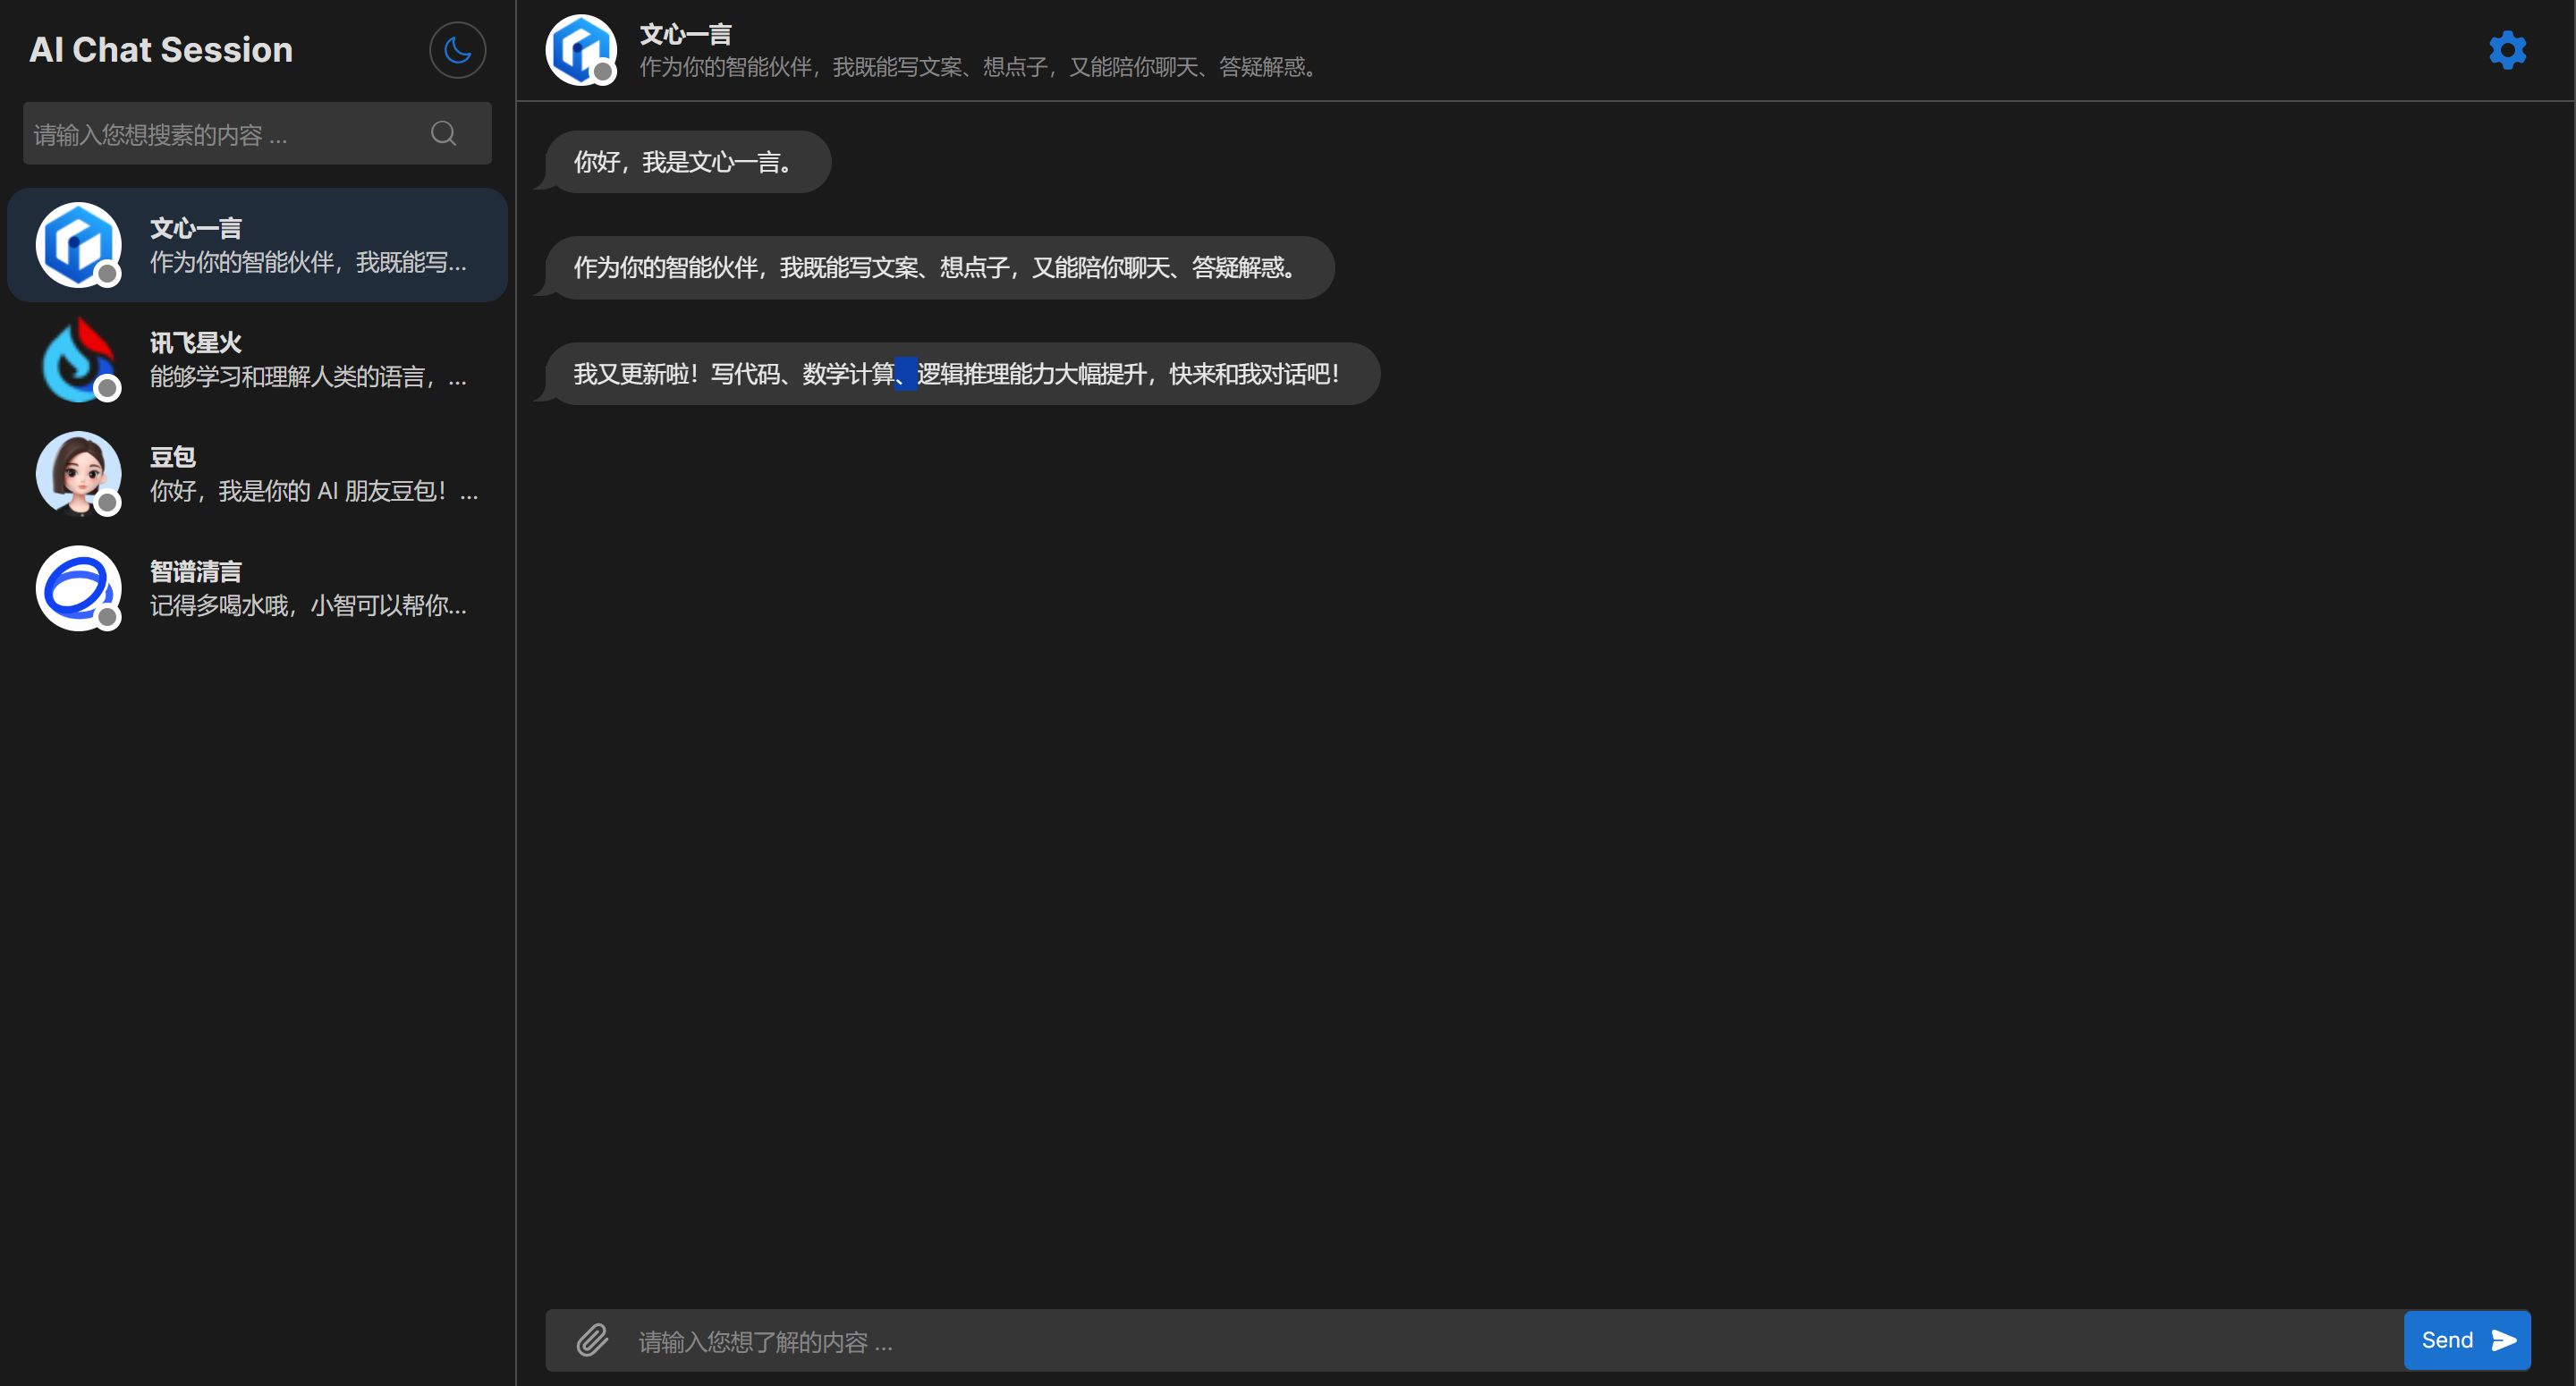 AI Chat Session
请输入您想搜素的内容 ...
文心一言
作为你的智能伙伴，我既能写...
讯飞星火
能够学习和理解人类的语言，...
豆包
你好，我是你的 AI 朋友豆包！...
智谱清言
记得多喝水哦，小智可以帮你...
文心一言
作为你的智能伙伴，我既能写文案、想点子，又能陪你聊天、答疑解惑。
你好，我是文心一言。
作为你的智能伙伴，我既能写文案、想点子，又能陪你聊天、答疑解惑。
我又更新啦！写代码、数学计算、逻辑推理能力大幅提升，快来和我对话吧！
请输入您想了解的内容 ...
Send